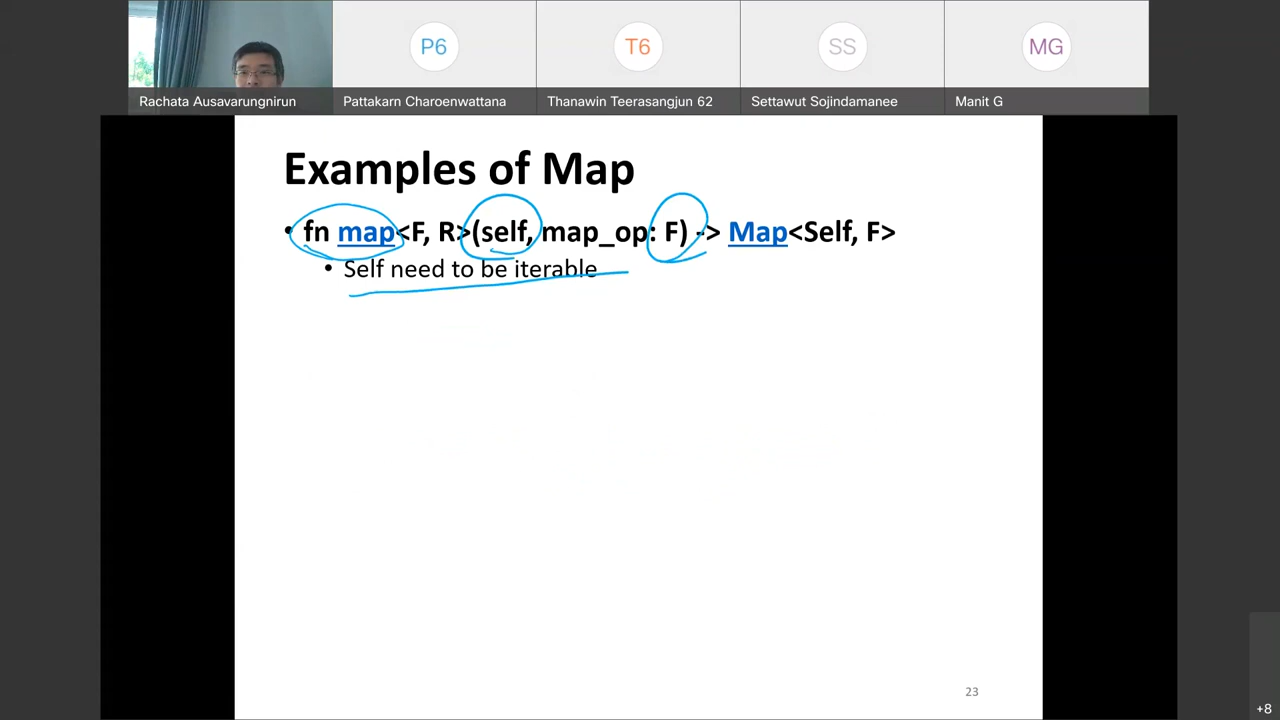 P6
T6
SS
MG
Rachata Ausavarungnirun
Pattakarn Charoenwattana
Thanawin Teerasangjun 62
Settawut Sojindamanee
Manit G
Examples of Map
• fn map<F, R>(self, map_op: F) -> Map<Self, F>
• Self need to be iterable
23
+8